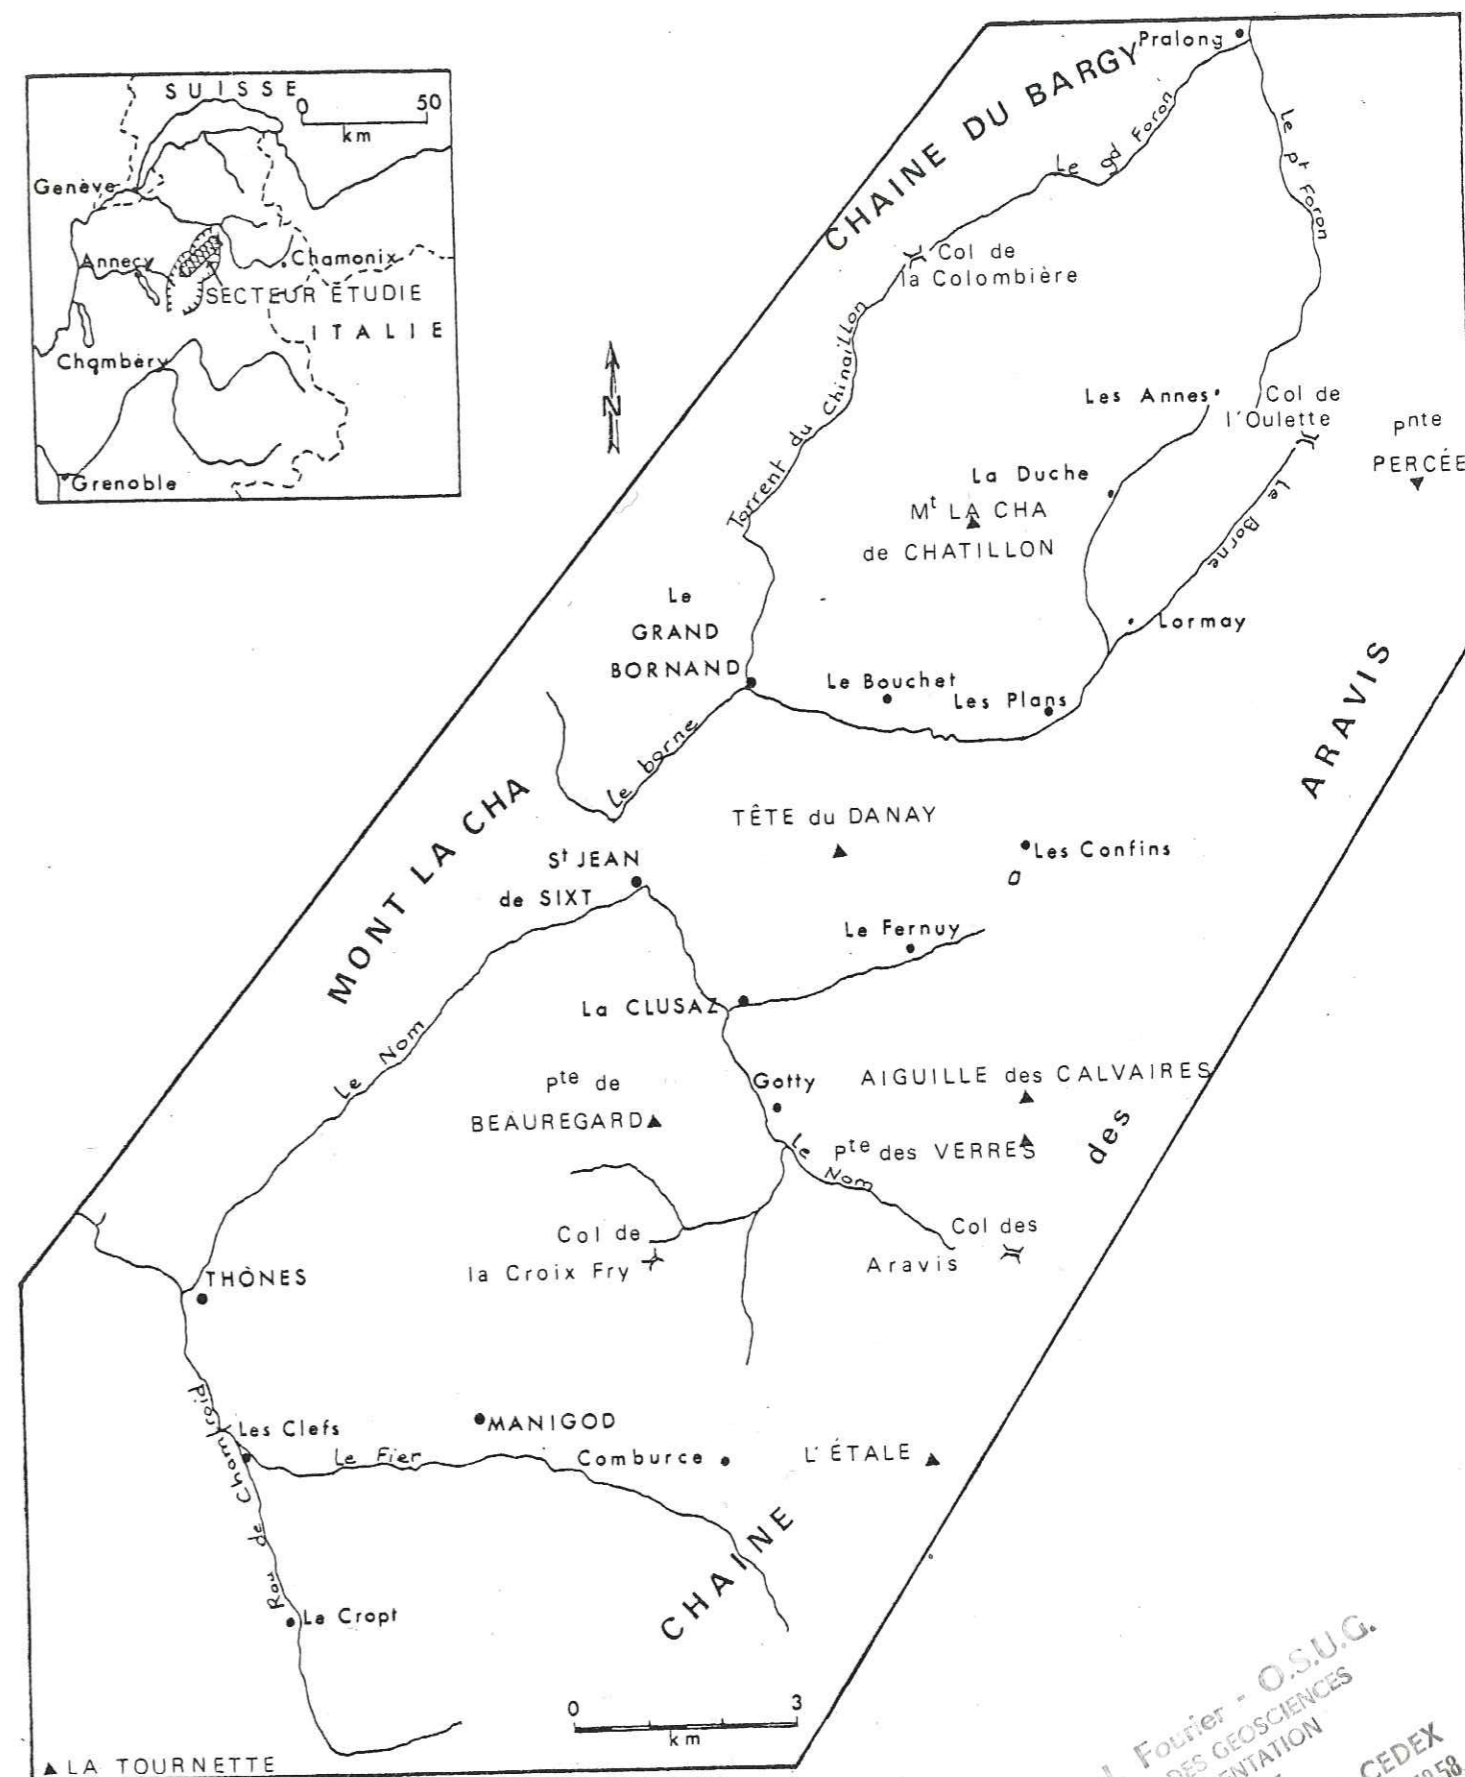 SUISSE
0 50
km
Genève
Annecy
Chamonix
SECTEUR ÉTUDIE
ITALIE
Chambéry
Grenoble
N
CHAINE DU BARGY
Pralong
Le gd Foron
Le pt Foron
Col de
la Colombière
Torrent du Chinaillon
Les Annes
Col de
l'Oulette
Pnte
PERCÉE
La Duche
Mt LA CHA
de CHATILLON
Le Borne
Lormay
Le
GRAND
BORNAND
Le Bouchet
Les Plans
Le borne
ARAVIS
MONT LA CHA
TÊTE du DANAY
Les Confins
St JEAN
de SIXT
Le Fernuy
La CLUSAZ
Le Nom
Gotty
AIGUILLE des CALVAIRES
Pte de
BEAUREGARD
Pte des VERRES
des
Le Nom
Col de
la Croix Fry
Col des
Aravis
THÔNES
Rau de Chamfroid
Les Clefs
MANIGOD
Le Fier
Comburce
L'ÉTALE
CHAINE
Le Cropt
0 3
km
LA TOURNETTE
Fourier - O.S.U.G.
DES GEOSCIENCES
CEDEX